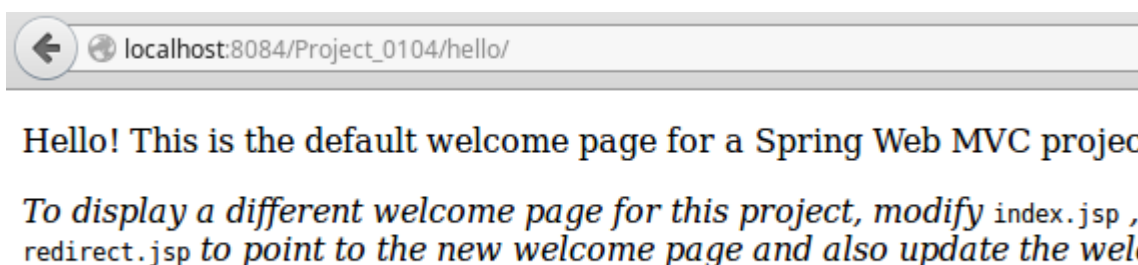 localhost:8084/Project_0104/hello/
Hello! This is the default welcome page for a Spring Web MVC projec
To display a different welcome page for this project, modify index.jsp ,
redirect.jsp to point to the new welcome page and also update the wel